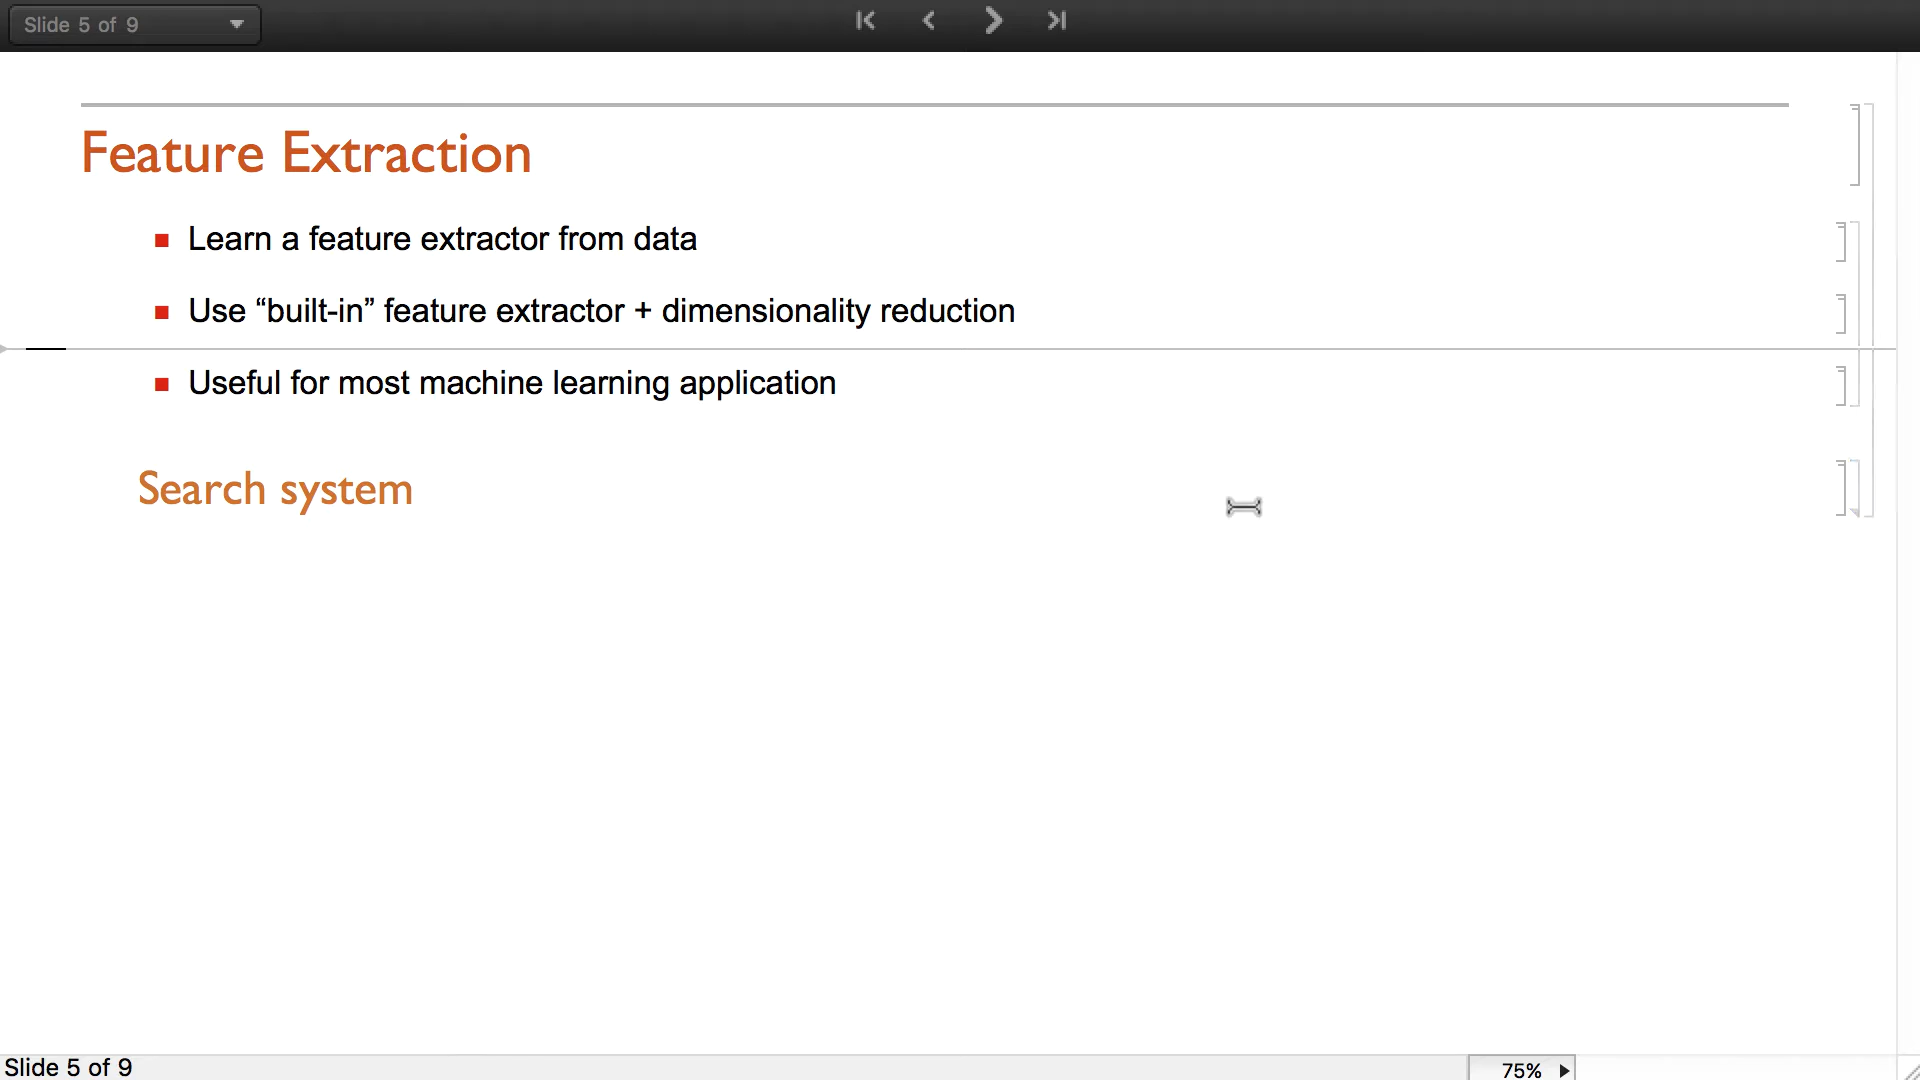 Slide 5 of 9
Feature Extraction
Learn a feature extractor from data
Use “built-in” feature extractor + dimensionality reduction
Useful for most machine learning application
Search system
Slide 5 of 9
75%